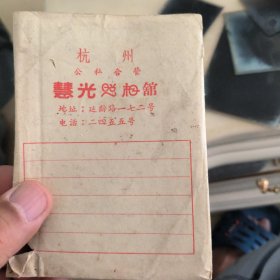 杭州
公私合营
慧光照相館
地址：延龄路一七二号
电话：二四五五号